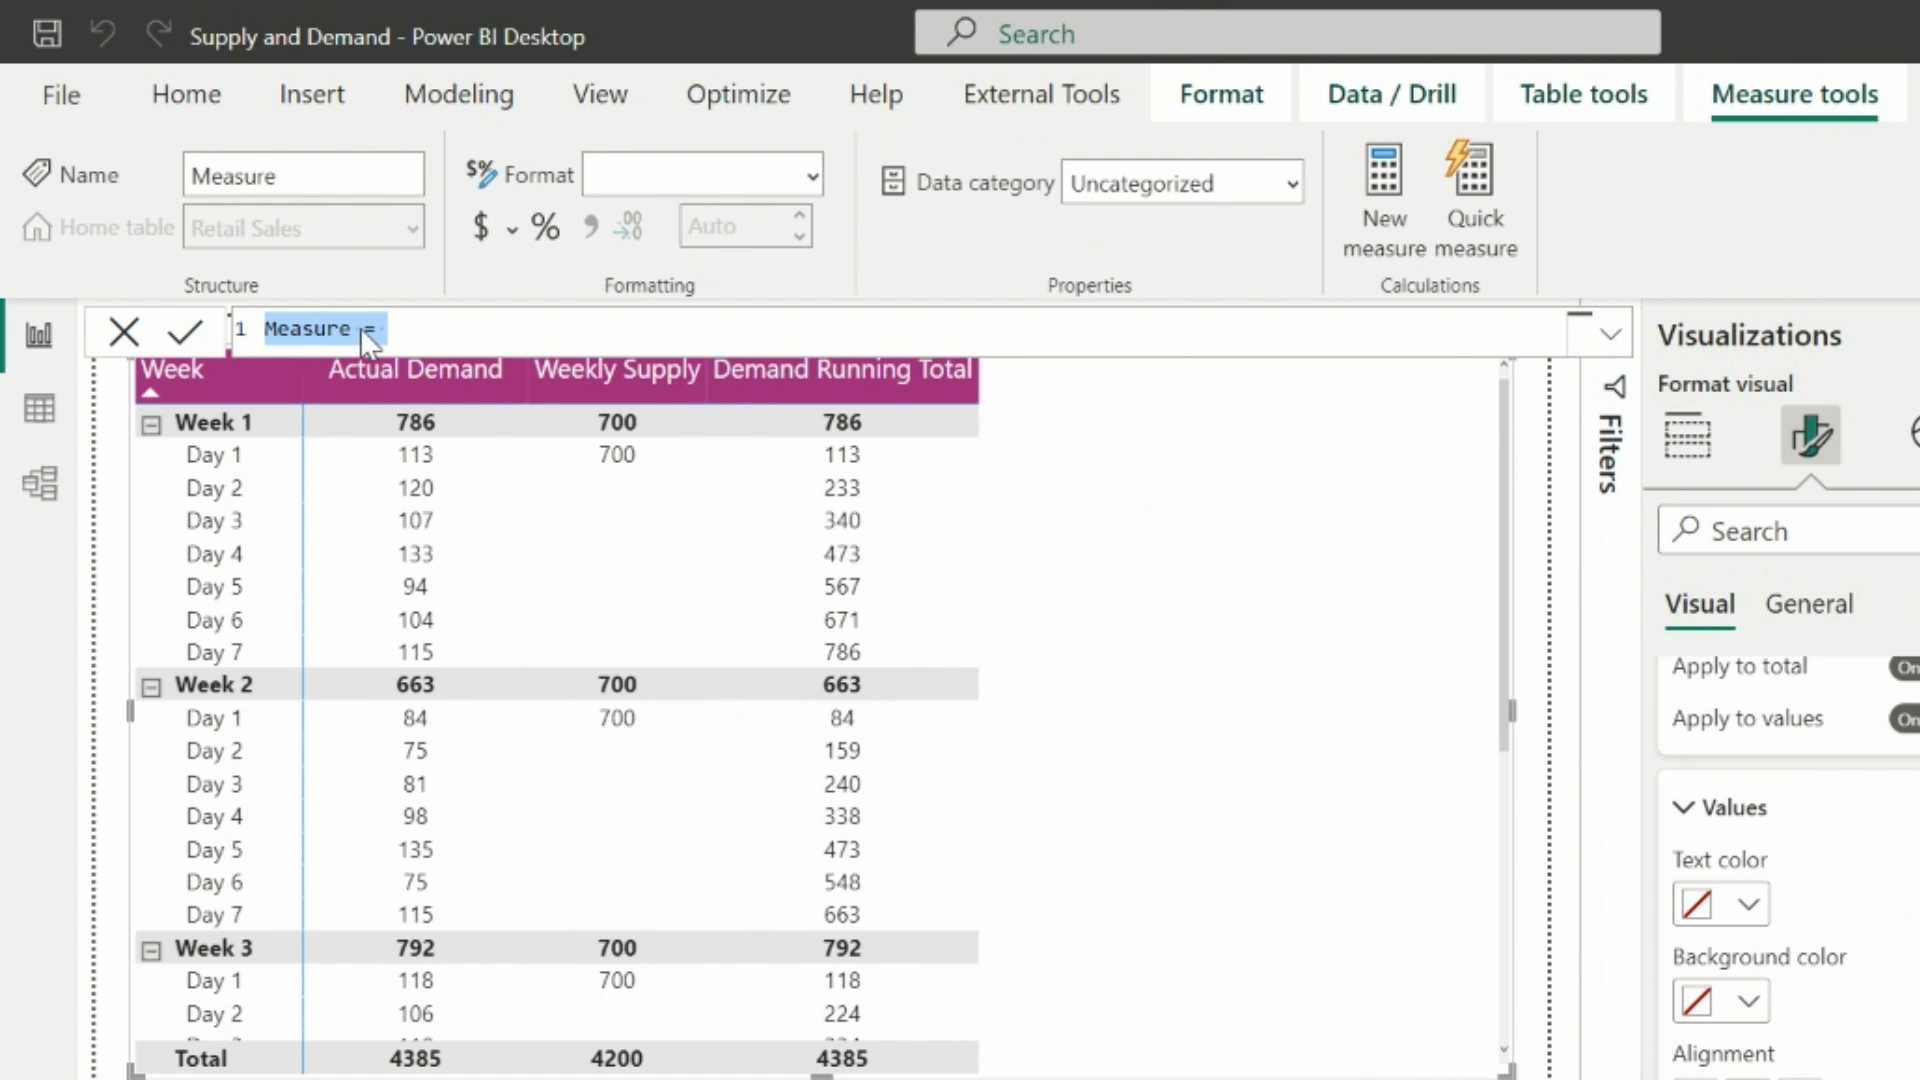 Supply and Demand - Power BI Desktop
Search
File Home Insert Modeling View Optimize Help External Tools Format Data / Drill Table tools Measure tools
Name Measure
Home table Retail Sales
Structure
$% Format
$ % , .00 Auto
Formatting
Data category Uncategorized
Properties
New measure
Quick measure
Calculations
1 Measure =
Week Actual Demand Weekly Supply Demand Running Total
Week 1 786 700 786
Day 1 113 700 113
Day 2 120 233
Day 3 107 340
Day 4 133 473
Day 5 94 567
Day 6 104 671
Day 7 115 786
Week 2 663 700 663
Day 1 84 700 84
Day 2 75 159
Day 3 81 240
Day 4 98 338
Day 5 135 473
Day 6 75 548
Day 7 115 663
Week 3 792 700 792
Day 1 118 700 118
Day 2 106 224
Total 4385 4200 4385
Filters
Visualizations
Format visual
Search
Visual General
Apply to total On
Apply to values On
Values
Text color
Background color
Alignment